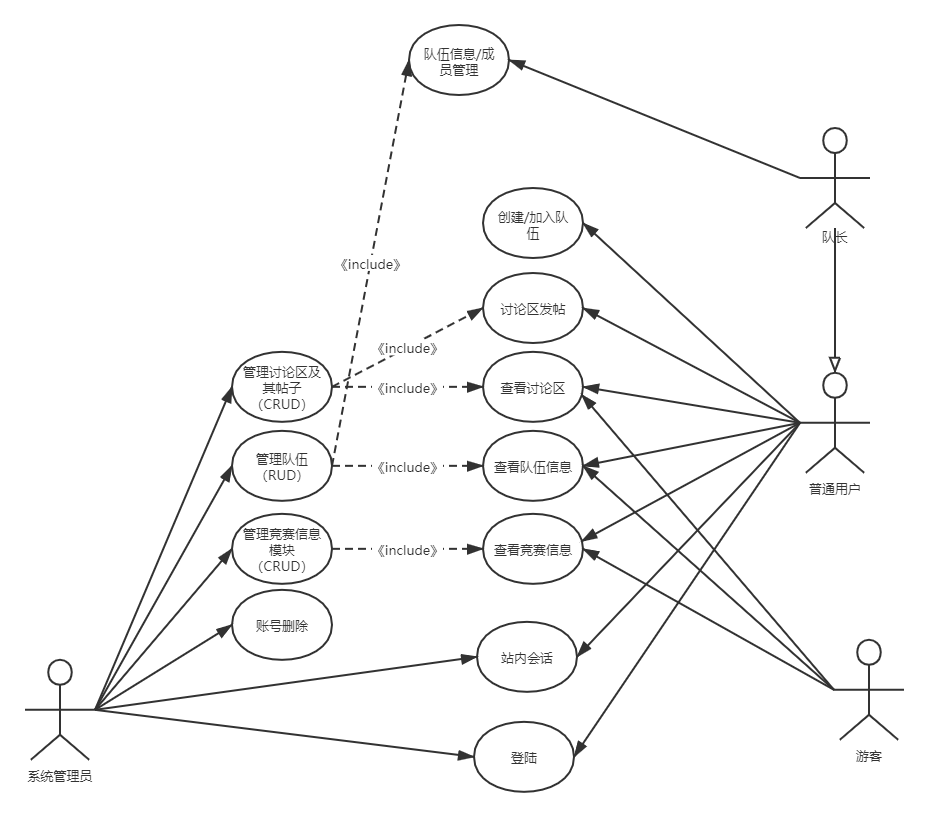 队伍信息/成
员管理
创建/加入队
伍
队长
《include》
讨论区发帖
《include》
管理讨论区及
其帖子
（CRUD）
《include》
查看讨论区
管理队伍
（RUD）
《include》
查看队伍信息
普通用户
管理竞赛信息
模块
（CRUD）
《include》
查看竞赛信息
账号删除
站内会话
登陆
游客
系统管理员